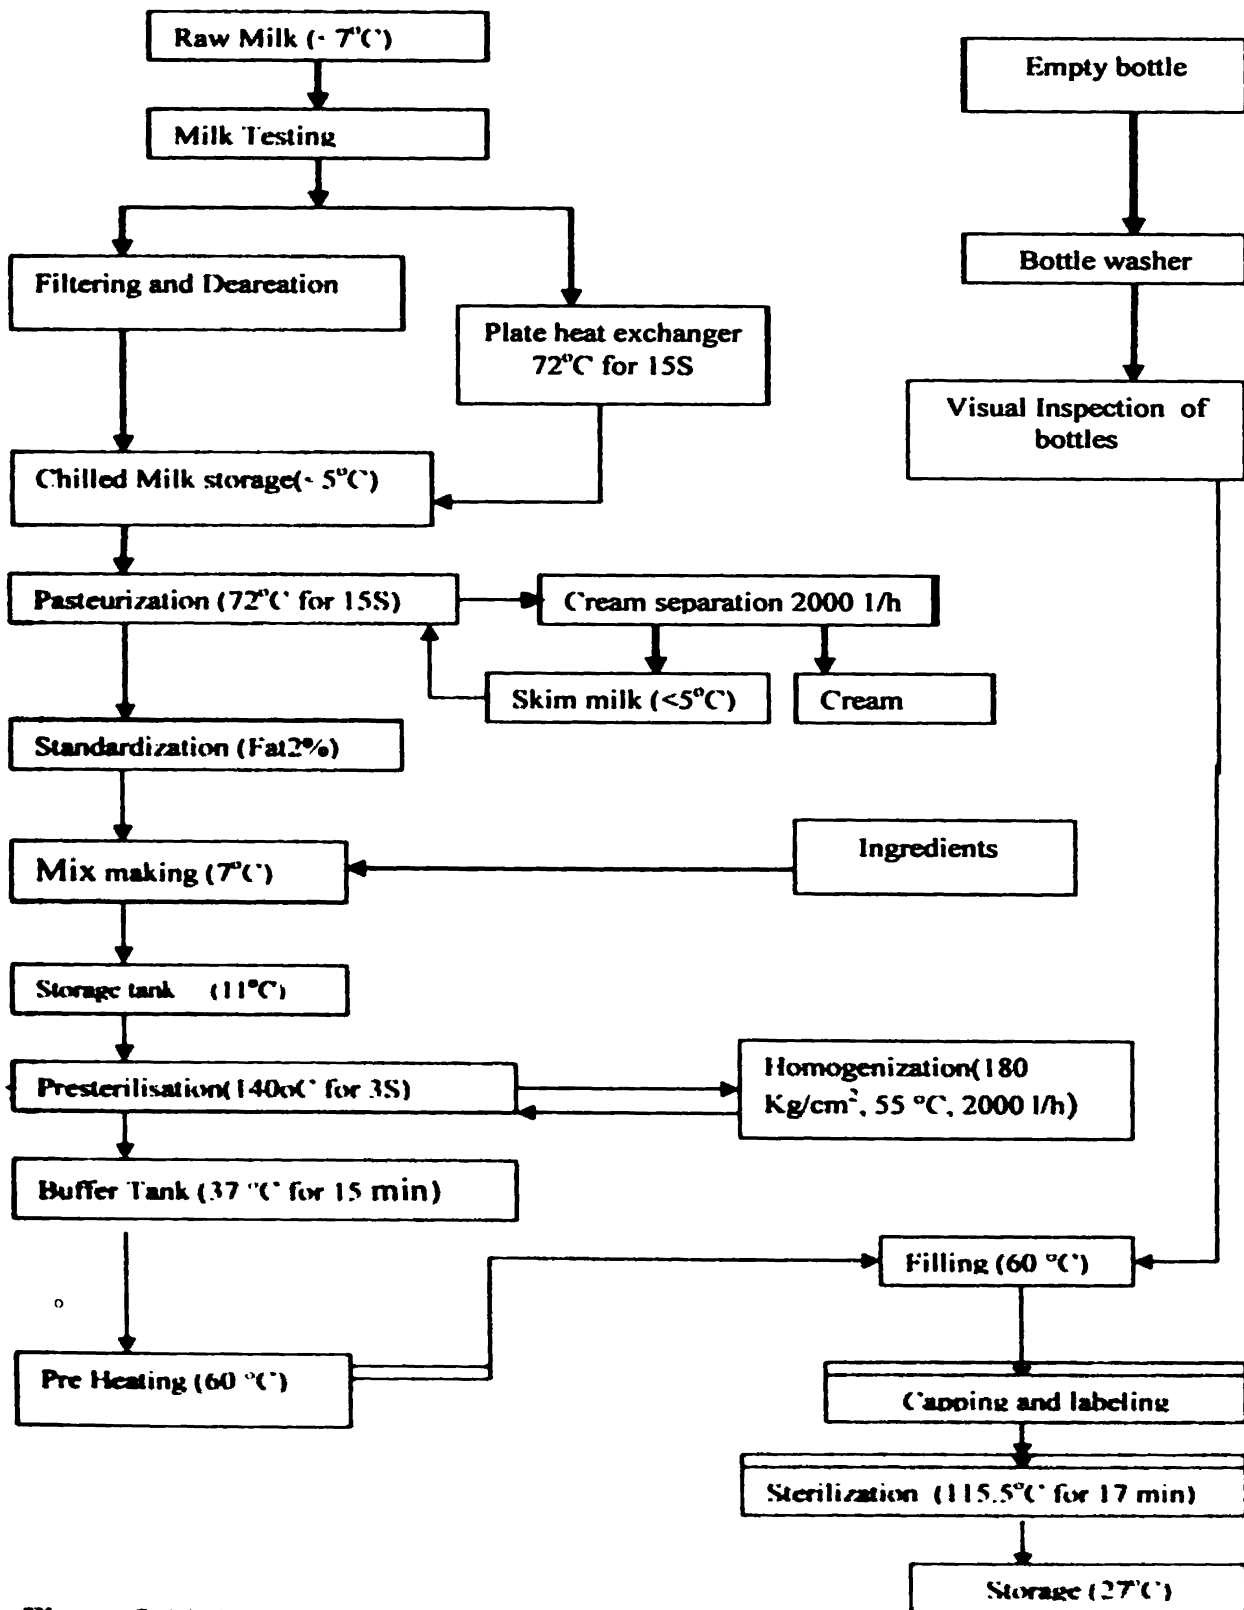 Raw Milk (- 7°C)
Empty bottle
Milk Testing
Bottle washer
Filtering and Deareation
Plate heat exchanger
72°C for 15S
Visual Inspection of
bottles
Chilled Milk storage(- 5°C)
Pasteurization (72°C for 15S)
Cream separation 2000 l/h
Skim milk (<5°C)
Cream
Standardization (Fat2%)
Ingredients
Mix making (7°C)
Storage tank (11°C)
Presterilisation(140oC for 3S)
Homogenization(180
Kg/cm², 55 °C, 2000 l/h)
Buffer Tank (37 °C for 15 min)
Filling (60 °C)
Pre Heating (60 °C)
Capping and labeling
Sterilization (115.5°C for 17 min)
Storage (27°C)